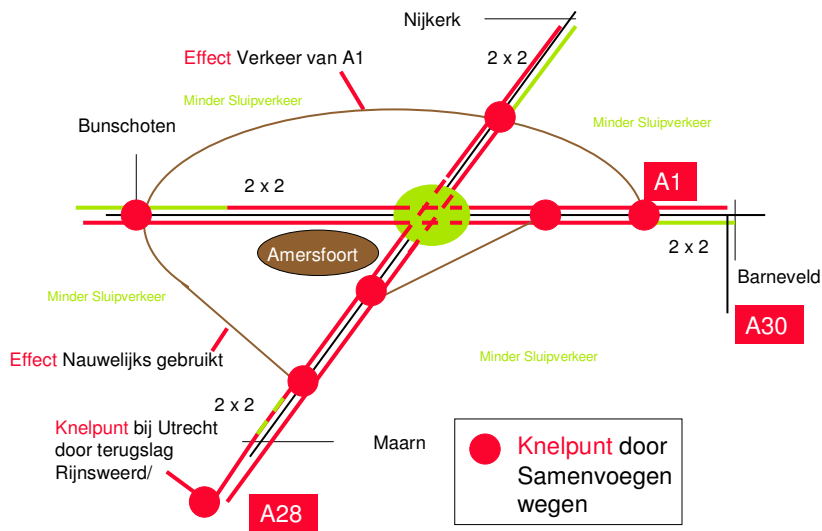 Nijkerk
Effect Verkeer van A1
2 x 2
Minder Sluipverkeer
Bunschoten
Minder Sluipverkeer
2 x 2
A1
Amersfoort
2 x 2
Barneveld
Minder Sluipverkeer
A30
Effect Nauwelijks gebruikt
Minder Sluipverkeer
2 x 2
Knelpunt bij Utrecht
door terugslag
Rijnsweerd/
Maarn
Knelpunt door
Samenvoegen
wegen
A28